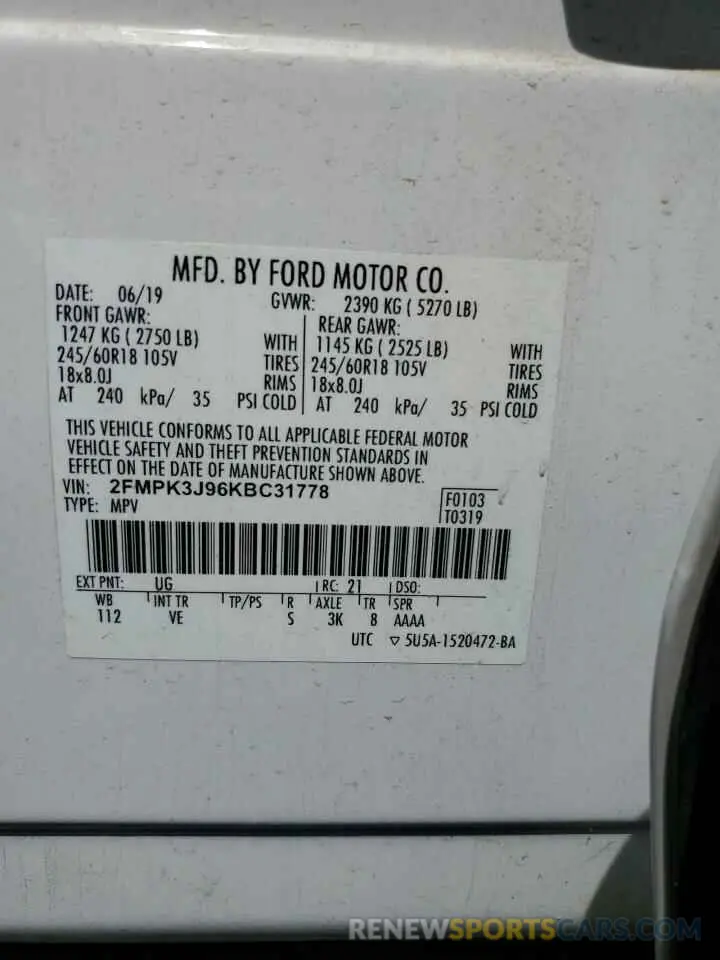 MFD. BY FORD MOTOR CO.
DATE: 06/19 GVWR: 2390 KG ( 5270 LB)
FRONT GAWR: REAR GAWR:
1247 KG ( 2750 LB) WITH 1145 KG ( 2525 LB) WITH
245/60R18 105V TIRES 245/60R18 105V TIRES
18x8.0J RIMS 18x8.0J RIMS
AT 240 kPa/ 35 PSI COLD AT 240 kPa/ 35 PSI COLD
THIS VEHICLE CONFORMS TO ALL APPLICABLE FEDERAL MOTOR
VEHICLE SAFETY AND THEFT PREVENTION STANDARDS IN
EFFECT ON THE DATE OF MANUFACTURE SHOWN ABOVE.
VIN: 2FMPK3J96KBC31778 F0103
TYPE: MPV T0319
EXT PNT: UG RC: 21 DSO:
WB INT TR TP/PS R AXLE TR SPR
112 VE S 3K 8 AAAA
UTC ▽ 5U5A-1520472-BA
RENEWSPORTSCARS.COM